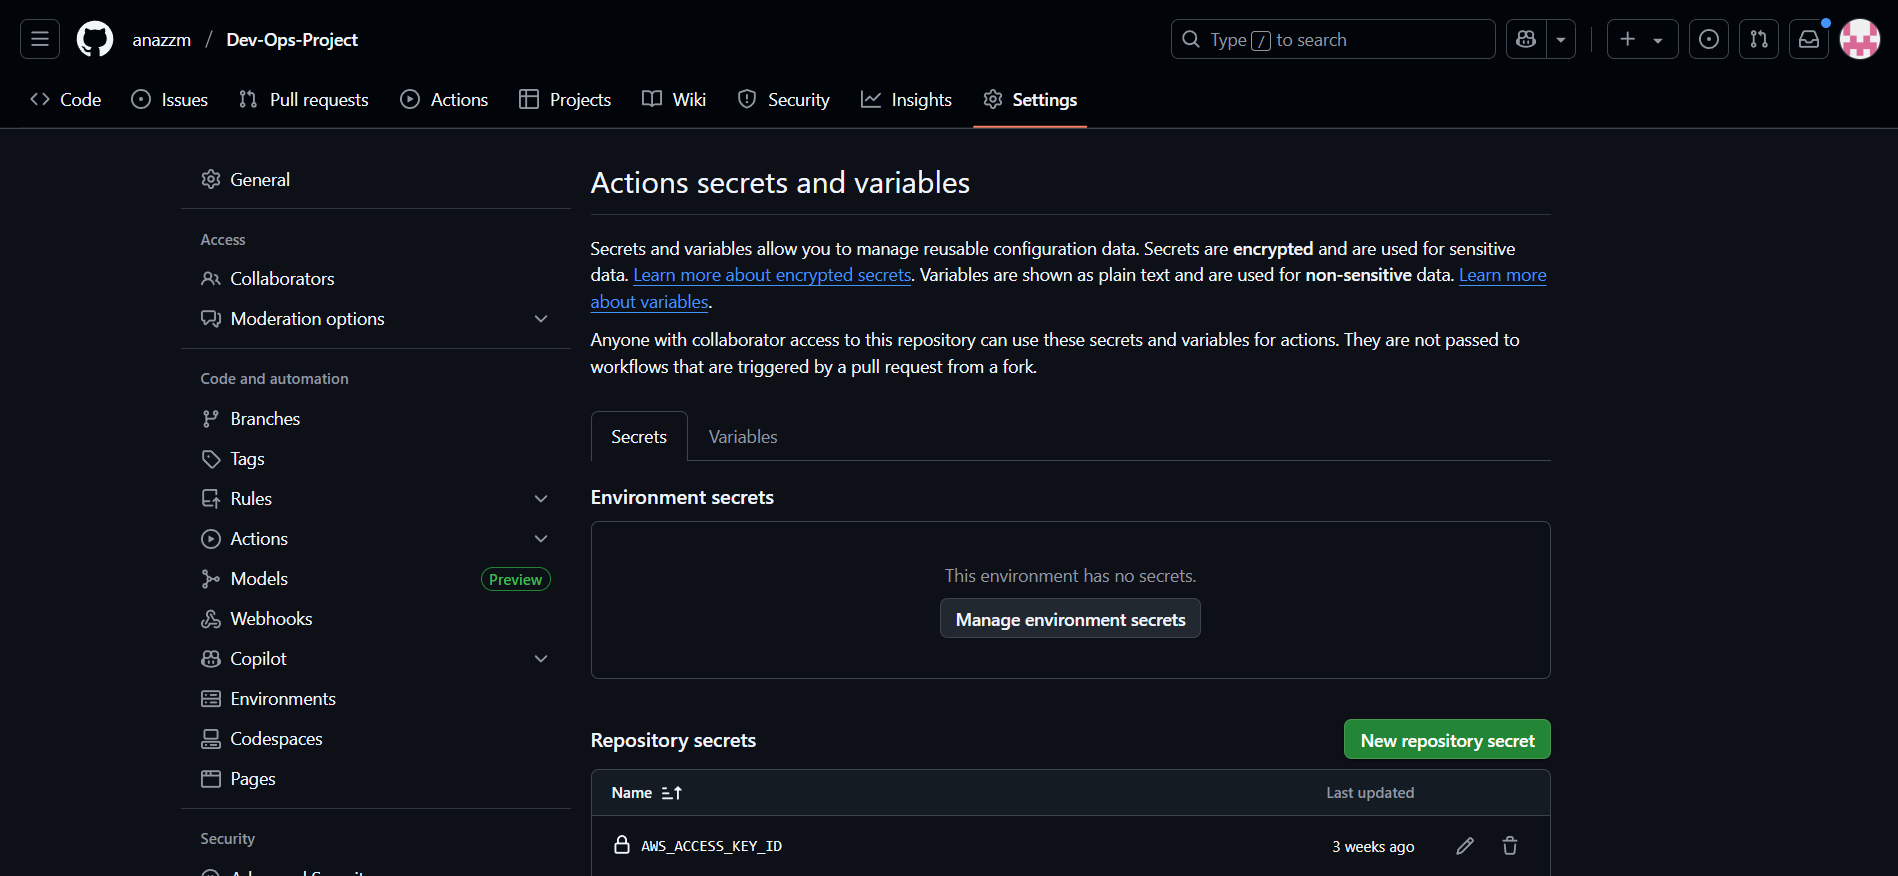 anazzm / Dev-Ops-Project
Type / to search
Code
Issues
Pull requests
Actions
Projects
Wiki
Security
Insights
Settings
General
Access
Collaborators
Moderation options
Code and automation
Branches
Tags
Rules
Actions
Models
Preview
Webhooks
Copilot
Environments
Codespaces
Pages
Security
Actions secrets and variables
Secrets and variables allow you to manage reusable configuration data. Secrets are encrypted and are used for sensitive
data. Learn more about encrypted secrets. Variables are shown as plain text and are used for non-sensitive data. Learn more
about variables.
Anyone with collaborator access to this repository can use these secrets and variables for actions. They are not passed to
workflows that are triggered by a pull request from a fork.
Secrets
Variables
Environment secrets
This environment has no secrets.
Manage environment secrets
Repository secrets
New repository secret
Name
Last updated
AWS_ACCESS_KEY_ID
3 weeks ago